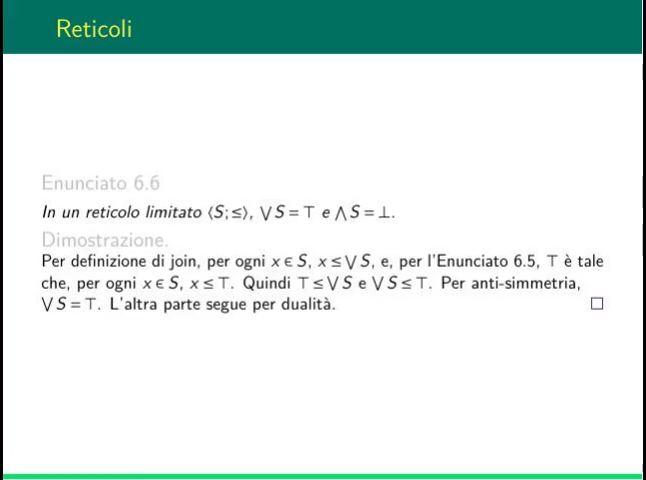 Reticoli
Enunciato 6.6
In un reticolo limitato ⟨S;≤⟩, ⋁S=⊤ e ⋀S=⊥.
Dimostrazione.
Per definizione di join, per ogni x∈S, x≤⋁S, e, per l'Enunciato 6.5, ⊤ è tale
che, per ogni x∈S, x≤⊤. Quindi ⊤≤⋁S e ⋁S≤⊤. Per anti-simmetria,
⋁S=⊤. L'altra parte segue per dualità. □